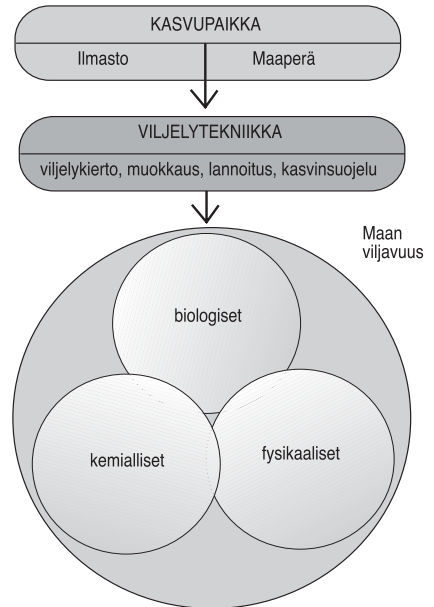 KASVUPAIKKA
Ilmasto Maaperä
VILJELYTEKNIIKKA
viljelykierto, muokkaus, lannoitus, kasvinsuojelu
Maan
viljavuus
biologiset
kemialliset
fysikaaliset